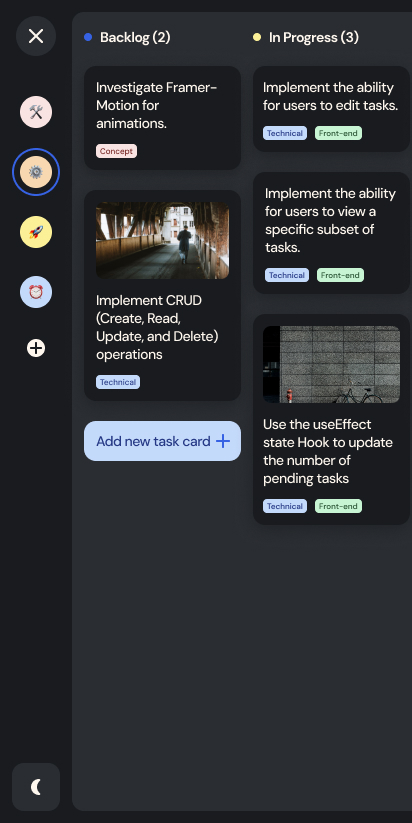 Backlog (2)
Investigate Framer-
Motion for
animations.
Concept
Implement CRUD
(Create, Read,
Update, and Delete)
operations
Technical
Add new task card
In Progress (3)
Implement the ability
for users to edit tasks.
Technical Front-end
Implement the ability
for users to view a
specific subset of
tasks.
Technical Front-end
Use the useEffect
state Hook to update
the number of
pending tasks
Technical Front-end